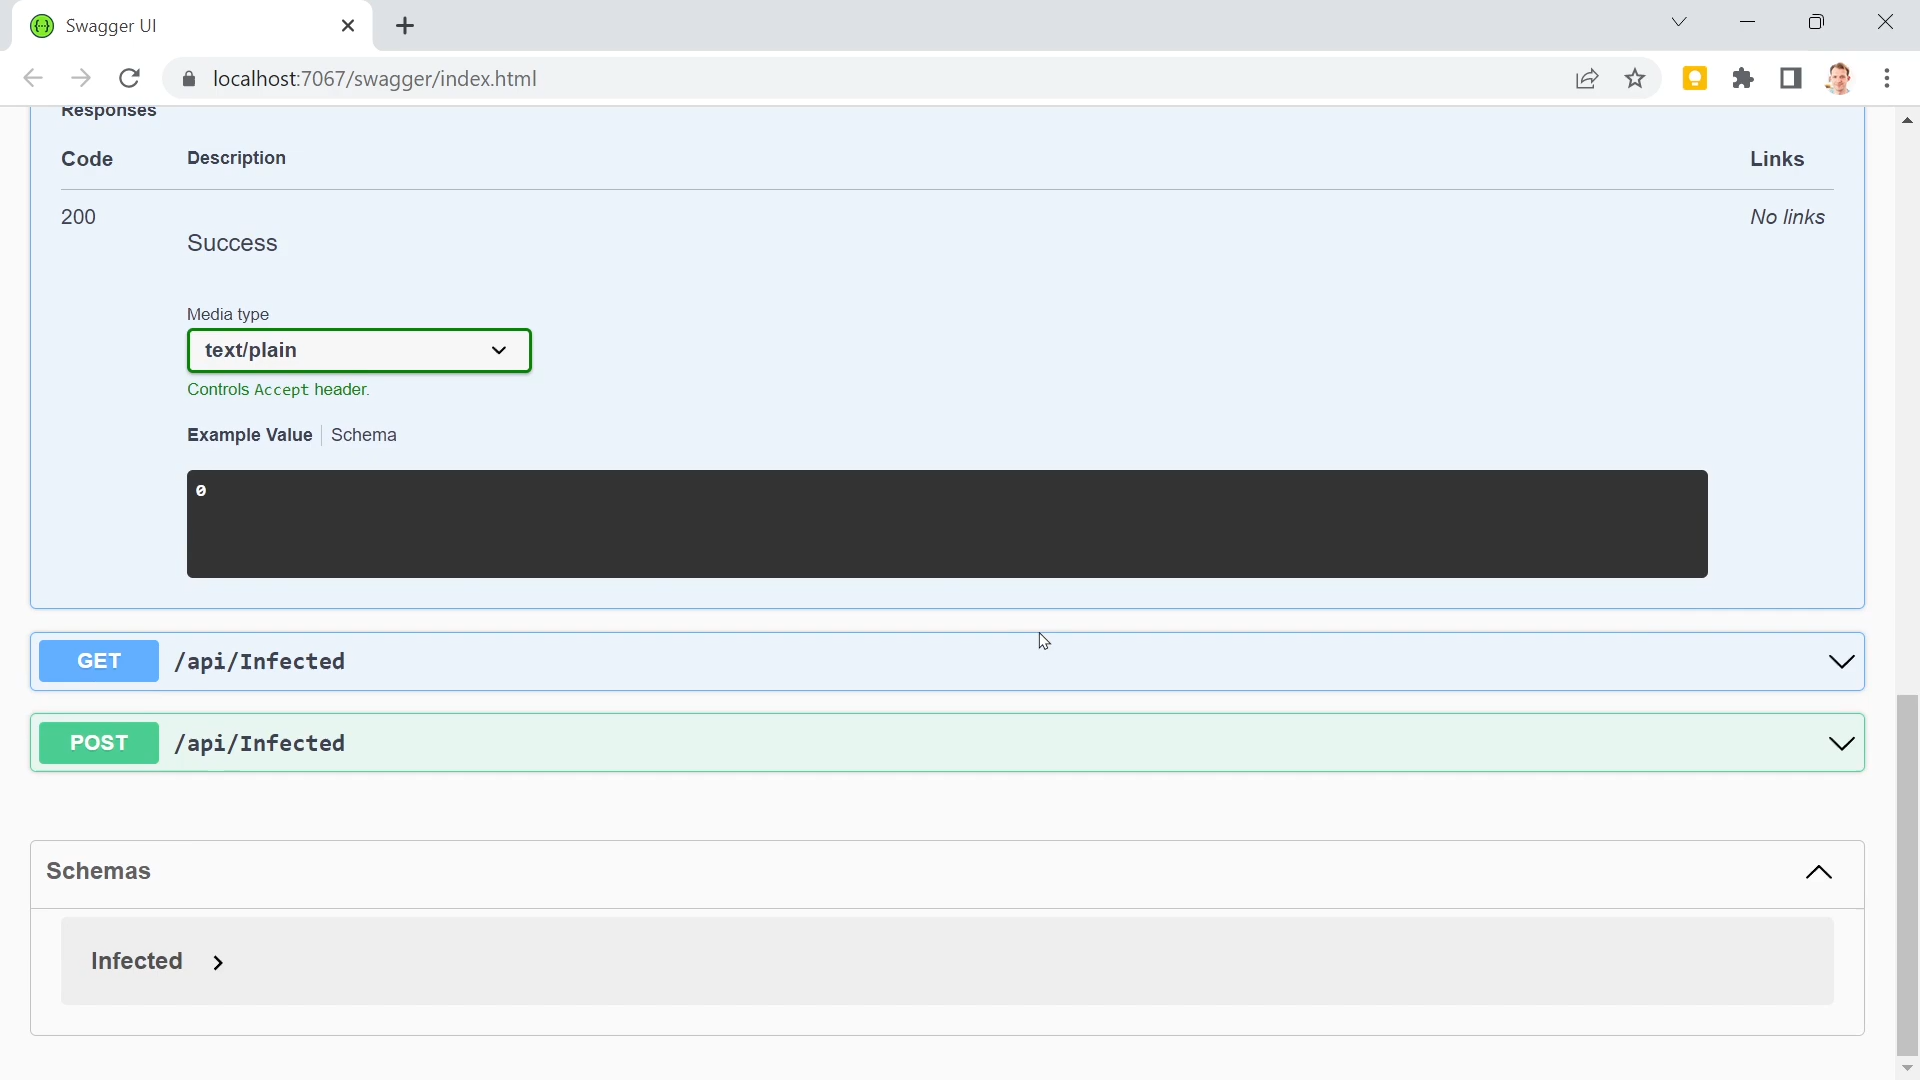 Swagger UI
localhost:7067/swagger/index.html
Responses
Code Description Links
200 No links
Success
Media type
text/plain
Controls Accept header.
Example Value Schema
0
GET /api/Infected
POST /api/Infected
Schemas
Infected